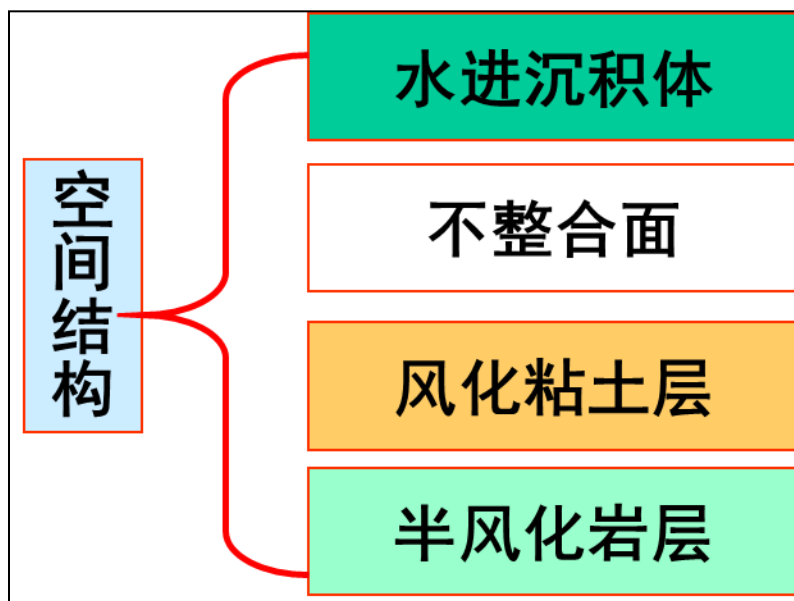 空间结构
水进沉积体
不整合面
风化粘土层
半风化岩层